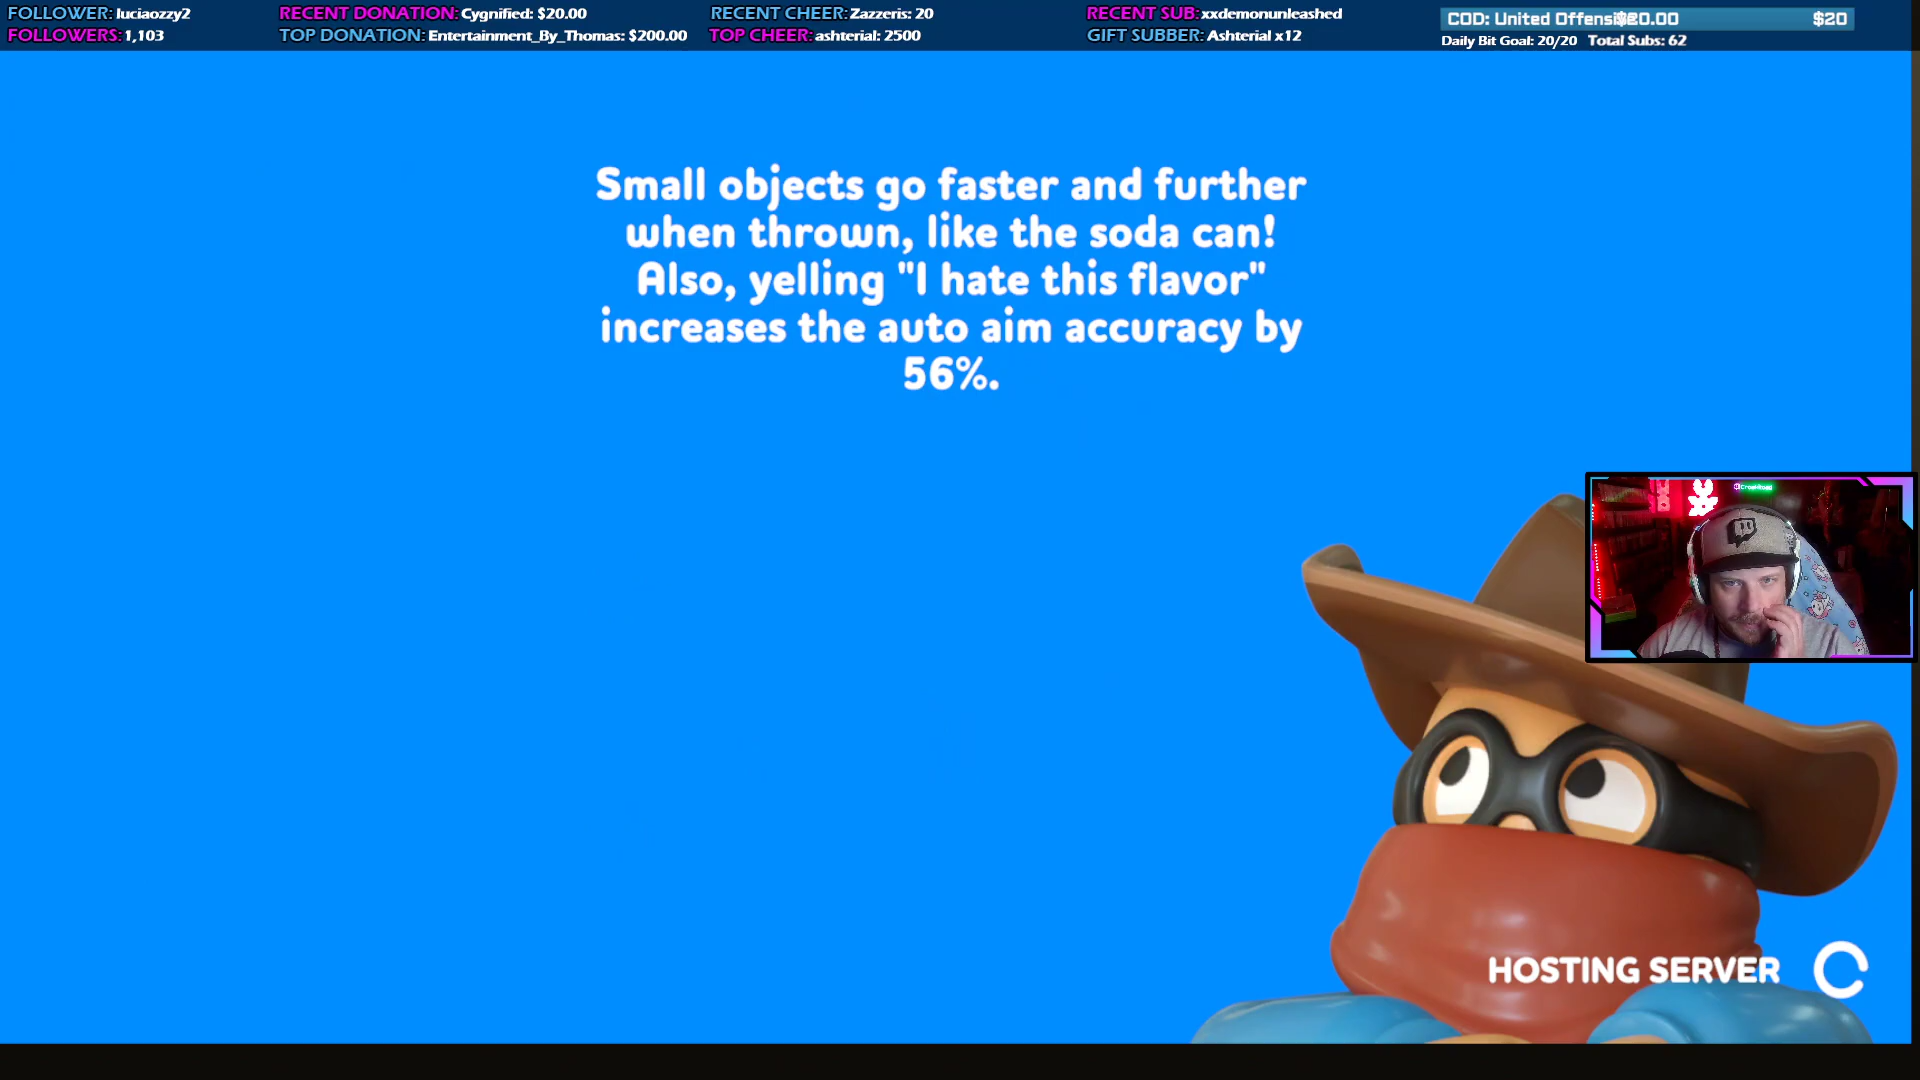 FOLLOWER: luciaozzy2
FOLLOWERS: 1,103
RECENT DONATION: Cygnified: $20.00
TOP DONATION: Entertainment_By_Thomas: $200.00
RECENT CHEER: Zazzeris: 20
TOP CHEER: ashterial: 2500
RECENT SUB: xxdemonunleashed
GIFT SUBBER: Ashterial x12
COD: United Offensi $20
Daily Bit Goal: 20/20 Total Subs: 62
Small objects go faster and further
when thrown, like the soda can!
Also, yelling "I hate this flavor"
increases the auto aim accuracy by
56%.
HOSTING SERVER